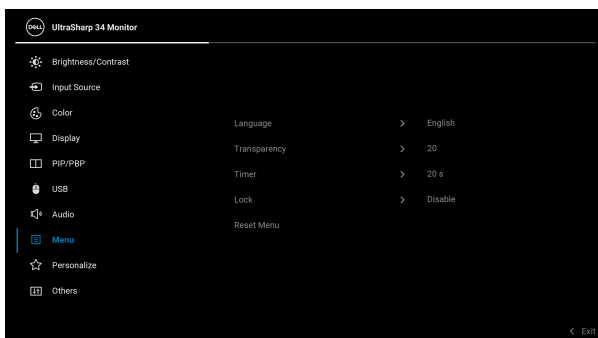 DELL UltraSharp 34 Monitor
Brightness/Contrast
Input Source
Color
Display
PIP/PBP
USB
Audio
Menu
Personalize
Others
Language > English
Transparency > 20
Timer > 20 s
Lock > Disable
Reset Menu
< Exit